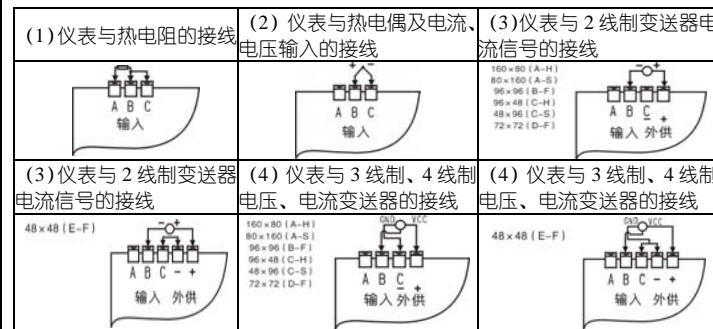 (1)仪表与热电阻的接线
(2) 仪表与热电偶及电流、
电压输入的接线
(3)仪表与 2 线制变送器电
流信号的接线
A B C
输入
+ -
A B C
输入
160×80(A-H)
80×160(A-S)
96×96(B-F)
96×48(C-H)
48×96(C-S)
72×72(D-F)
- +
A B C - +
输入 外供
(3)仪表与 2 线制变送器
电流信号的接线
(4) 仪表与 3 线制、4 线制
电压、电流变送器的接线
(4) 仪表与 3 线制、4 线制
电压、电流变送器的接线
48×48(E-F)
- +
A B C - +
输入 外供
160×80(A-H)
80×160(A-S)
96×96(B-F)
96×48(C-H)
48×96(C-S)
72×72(D-F)
GND VCC
A B C - +
输入 外供
48×48(E-F)
GND VCC
A B C - +
输入 外供